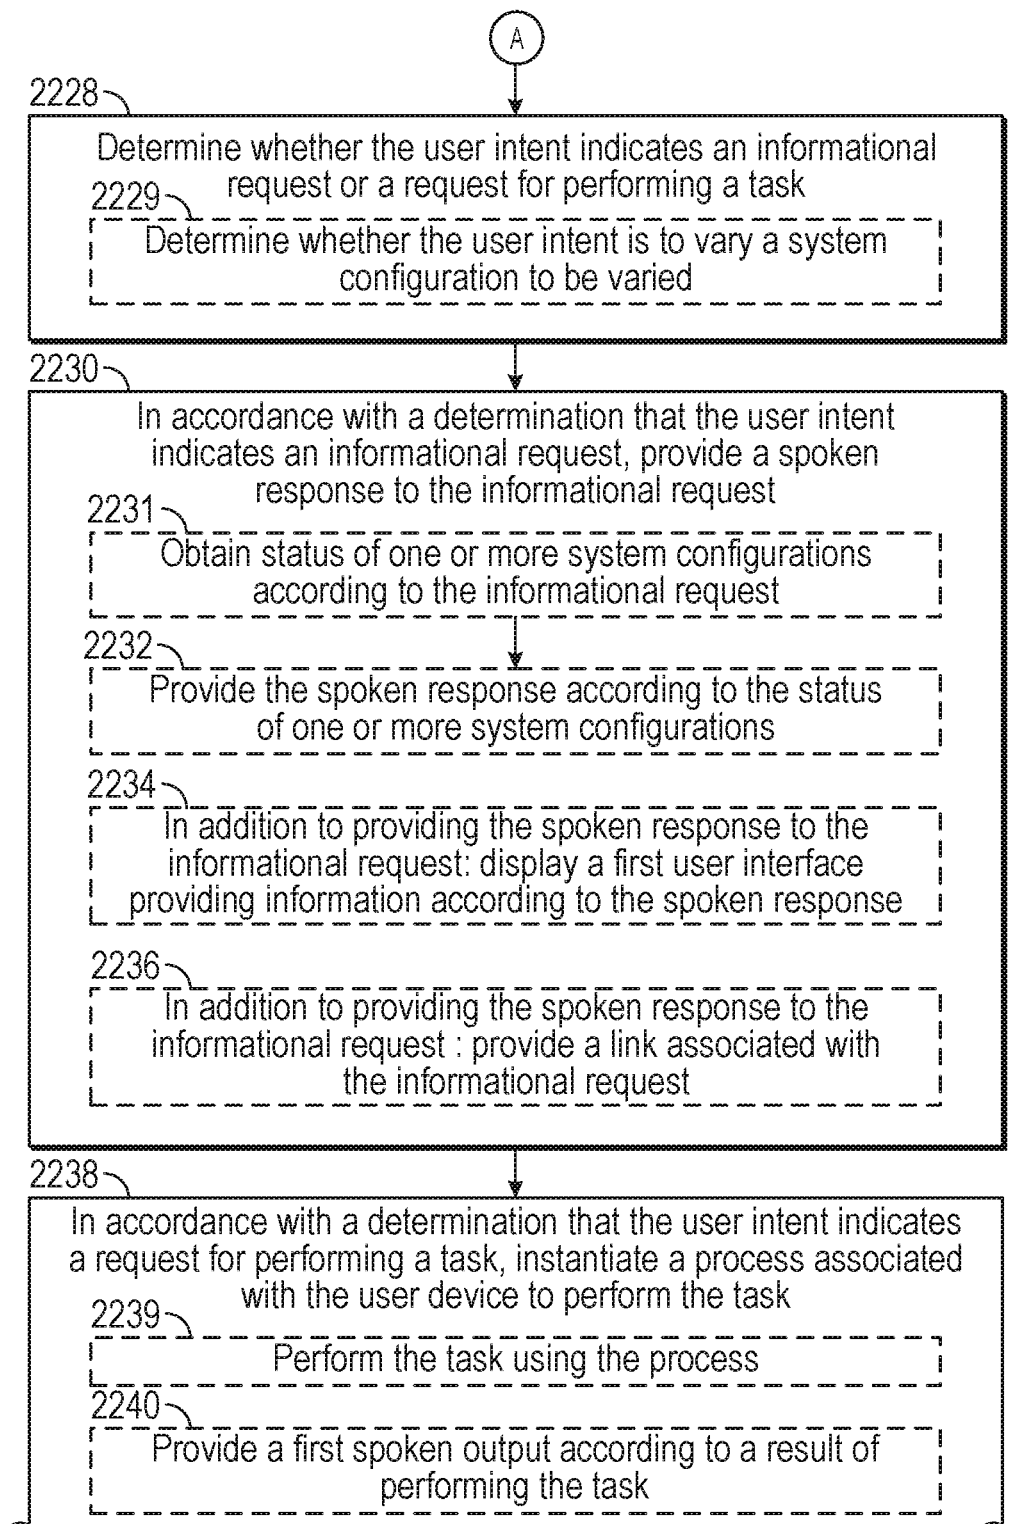 A
2228
Determine whether the user intent indicates an informational
request or a request for performing a task
2229
Determine whether the user intent is to vary a system
configuration to be varied
2230
In accordance with a determination that the user intent
indicates an informational request, provide a spoken
response to the informational request
2231
Obtain status of one or more system configurations
according to the informational request
2232
Provide the spoken response according to the status
of one or more system configurations
2234
In addition to providing the spoken response to the
informational request: display a first user interface
providing information according to the spoken response
2236
In addition to providing the spoken response to the
informational request : provide a link associated with
the informational request
2238
In accordance with a determination that the user intent indicates
a request for performing a task, instantiate a process associated
with the user device to perform the task
2239
Perform the task using the process
2240
Provide a first spoken output according to a result of
performing the task